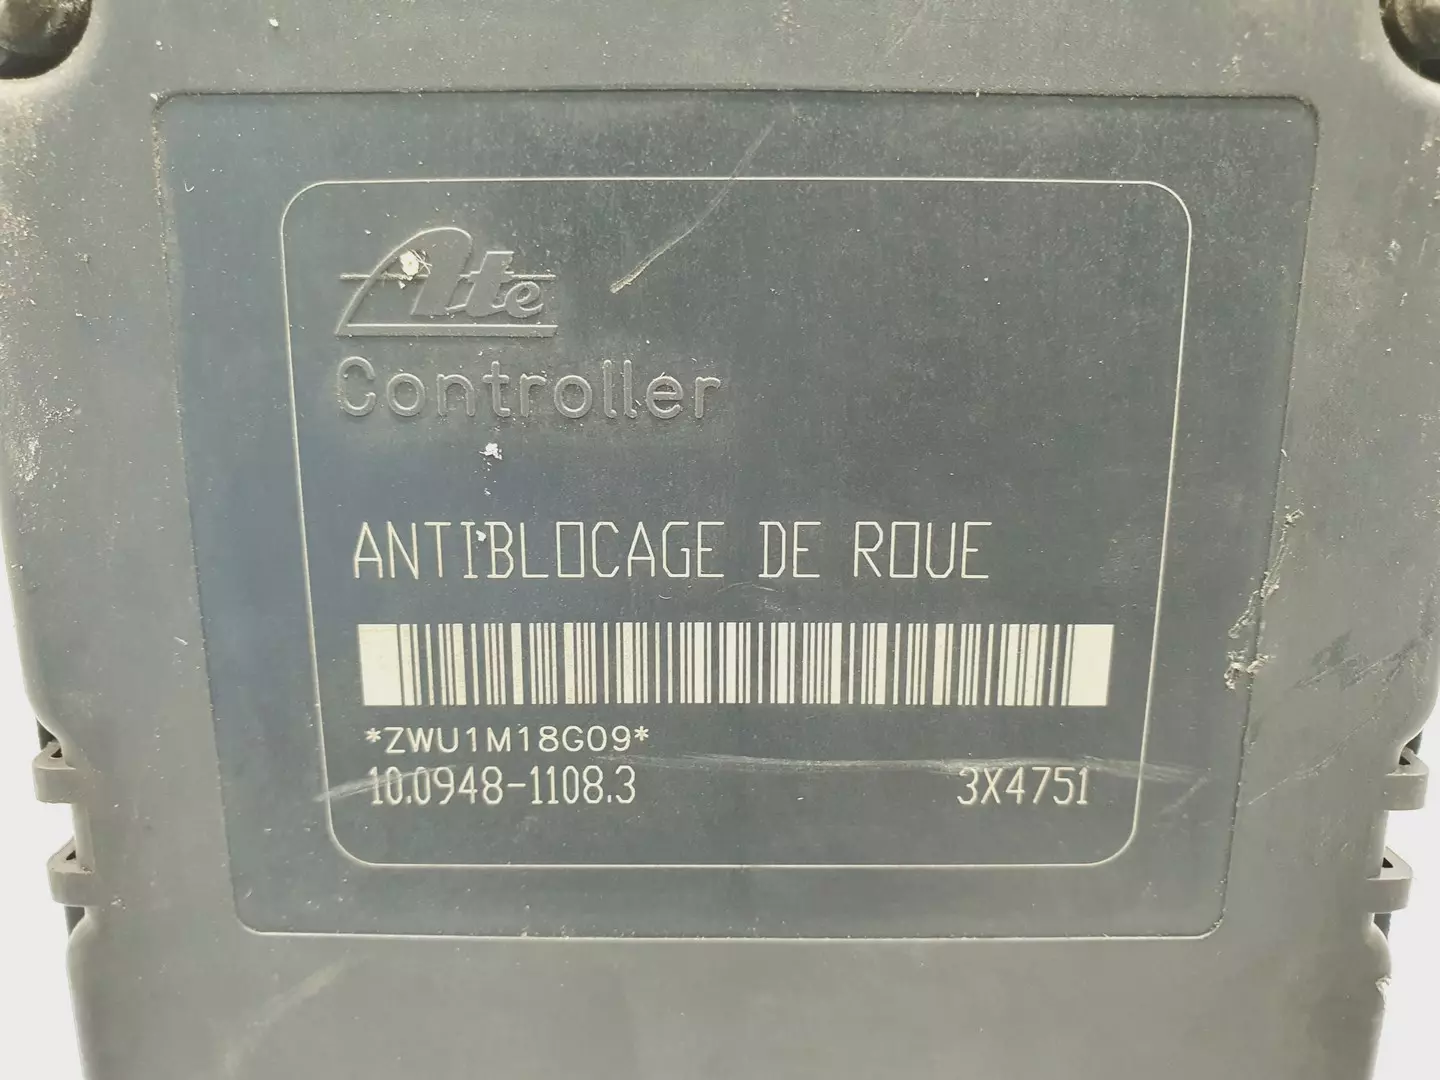 Ate
Controller
ANTIBLOCAGE DE ROUE
*ZWU1M18G09*
10.0948-1108.3 3X4751